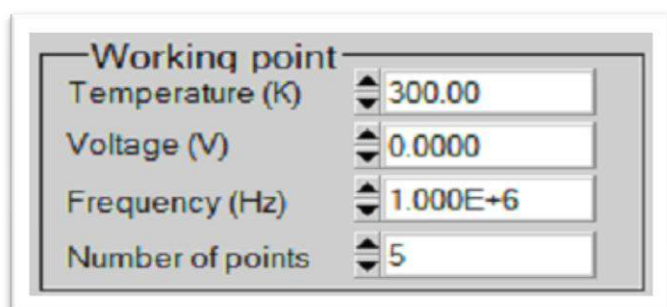 Working point
Temperature (K) 300.00
Voltage (V) 0.0000
Frequency (Hz) 1.000E+6
Number of points 5